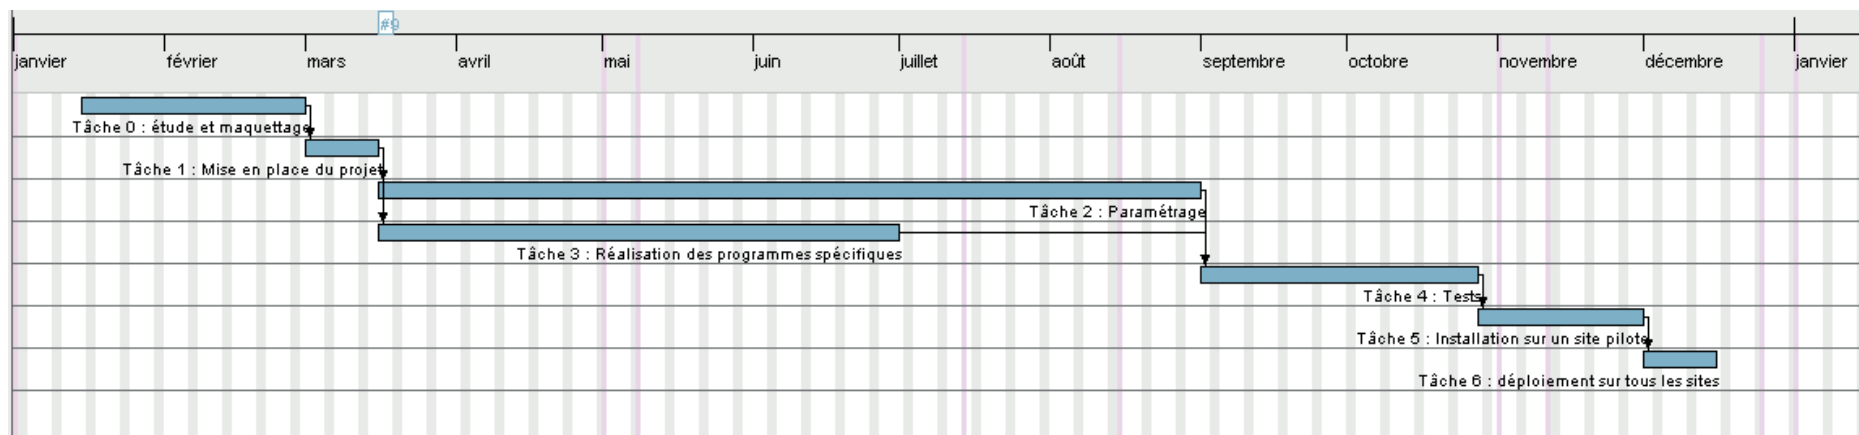 #9
janvier février mars avril mai juin juillet août septembre octobre novembre décembre janvier
Tâche 0 : étude et maquettage
Tâche 1 : Mise en place du projet
Tâche 2 : Paramétrage
Tâche 3 : Réalisation des programmes spécifiques
Tâche 4 : Tests
Tâche 5 : Installation sur un site pilote
Tâche 6 : déploiement sur tous les sites